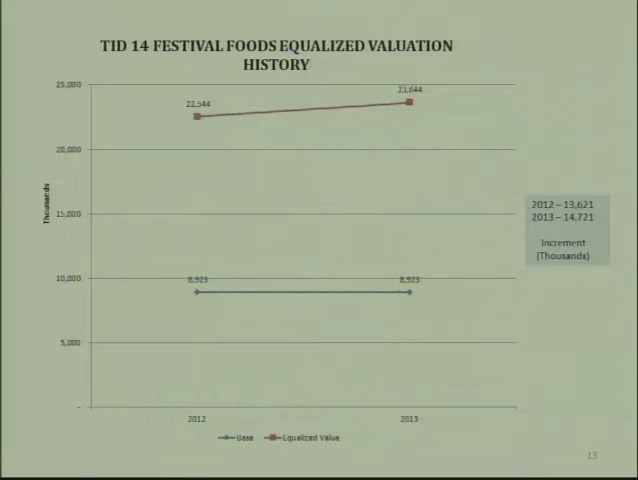 TID 14 FESTIVAL FOODS EQUALIZED VALUATION
HISTORY
25,000
20,000
15,000
10,000
5,000
-
Thousands
22,544
23,644
8,923
8,923
2012
2013
Base
Equalized Value
2012 – 13,621
2013 – 14,721
Increment
(Thousands)
13